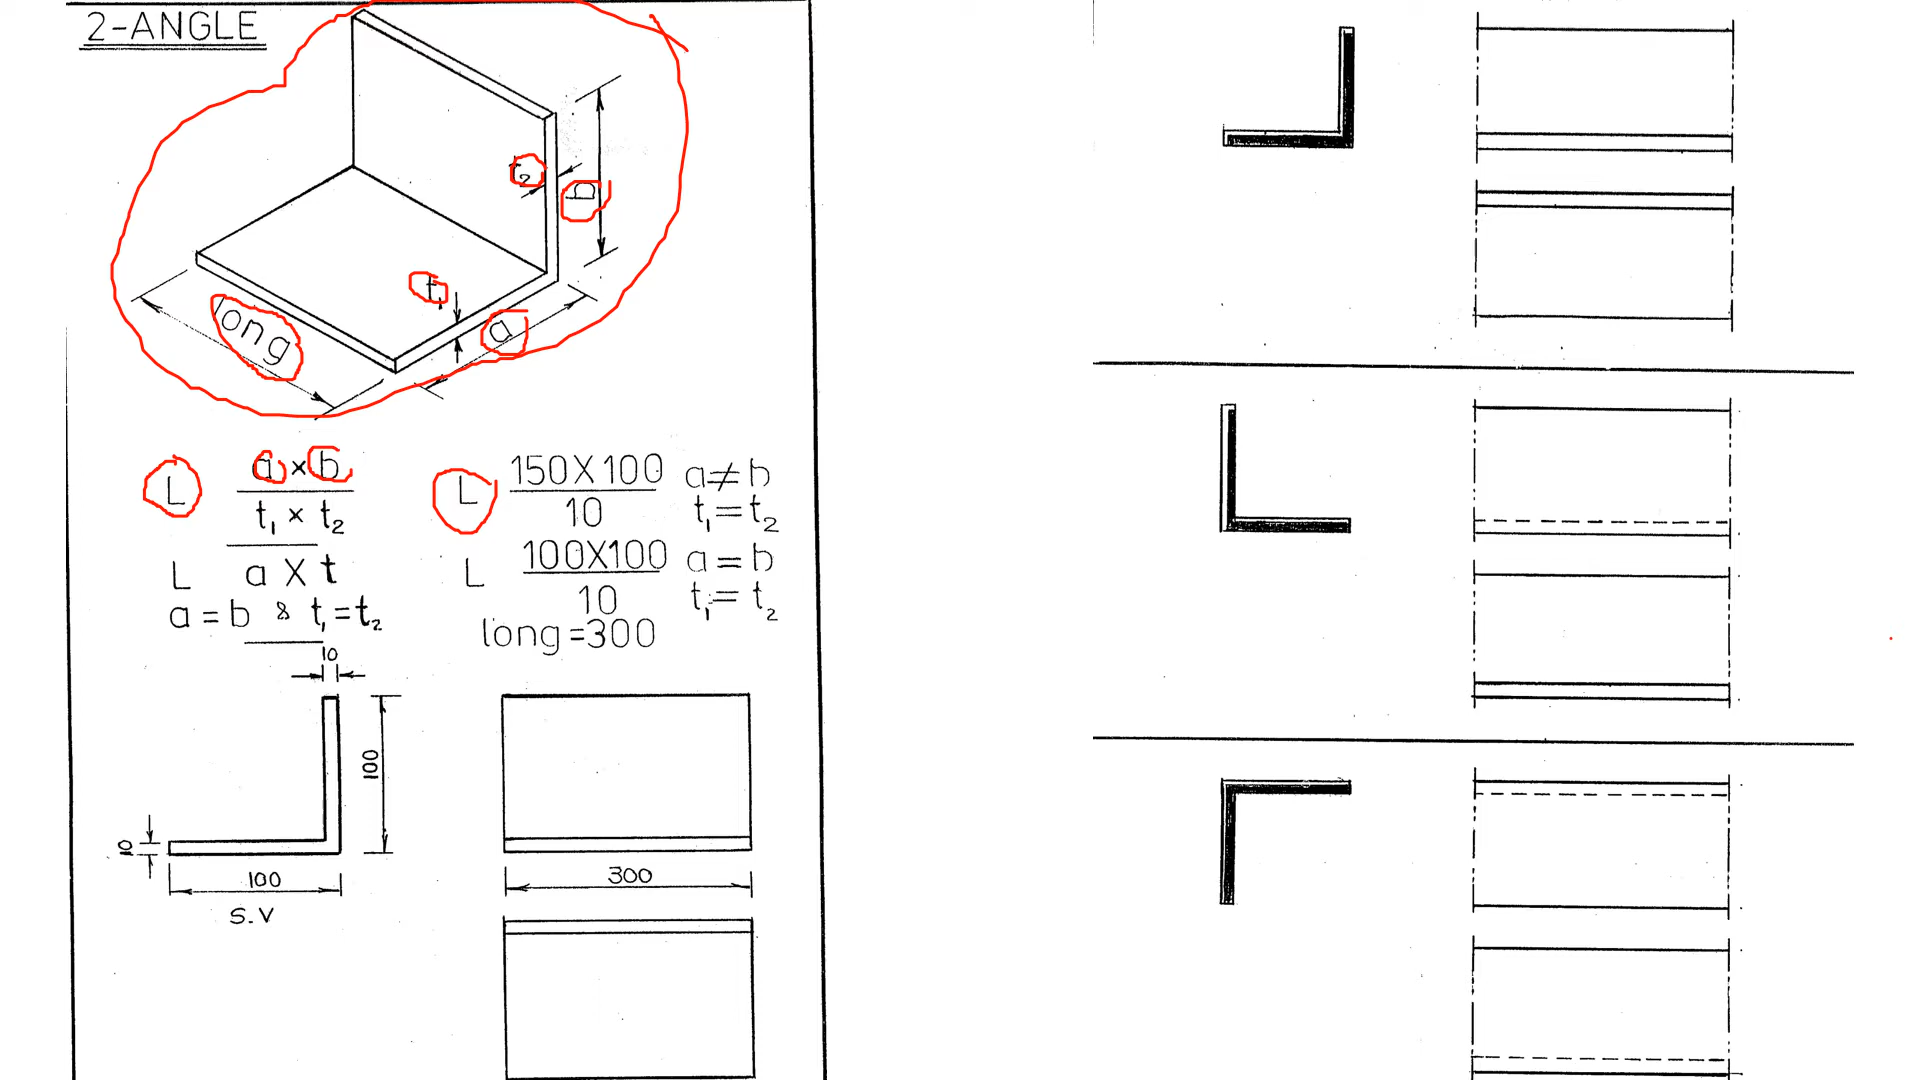 2-ANGLE
t₂
b
t₁
long
a
L a × b
t₁ × t₂
L 150X100 a ≠ b
10 t₁ = t₂
L a X t
a = b & t₁ = t₂
L 100X100 a = b
10 t₁ = t₂
long = 300
10
100
10
100
S.V
300